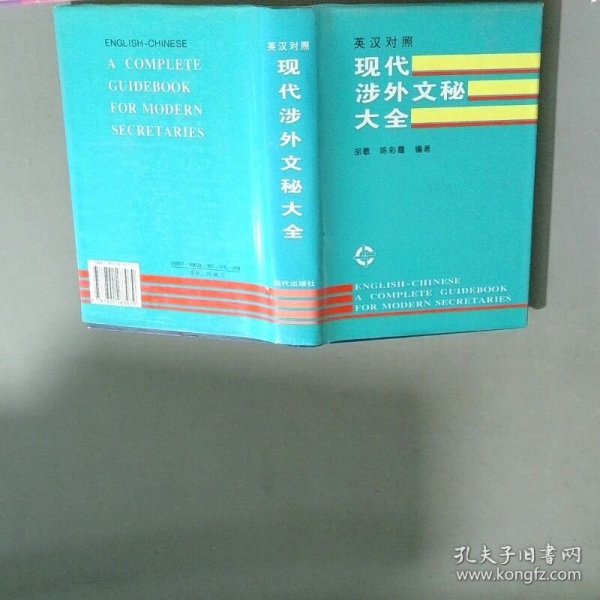 ENGLISH-CHINESE
A COMPLETE
GUIDEBOOK
FOR MODERN
SECRETARIES
英汉对照
现代涉外文秘大全
现代出版社
英汉对照
现代
涉外文秘
大全
胡敏 陈彩霞 编著
ENGLISH-CHINESE
A COMPLETE GUIDEBOOK
FOR MODERN SECRETARIES
孔夫子旧书网
www.kongfz.com